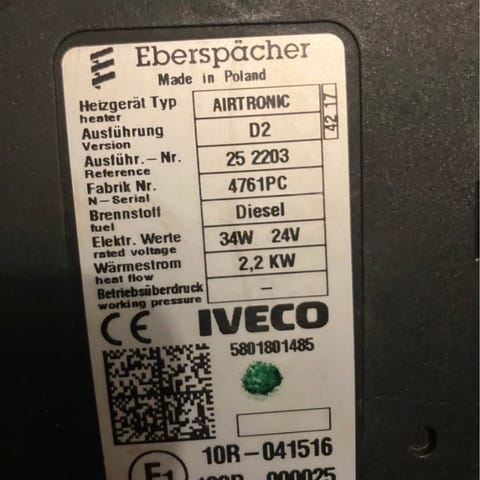 Eberspächer
Made in Poland
Heizgerät Typ AIRTRONIC
heater
Ausführung D2
Version
Ausführ.-Nr. 25 2203
Reference
Fabrik Nr. 4761PC
N-Serial
Brennstoff Diesel
fuel
Elektr. Werte 34W 24V
rated voltage
Wärmestrom 2,2 KW
heat flow
Betriebsüberdruck –
working pressure
42 17
CE IVECO
5801801485
10R-041516
E1